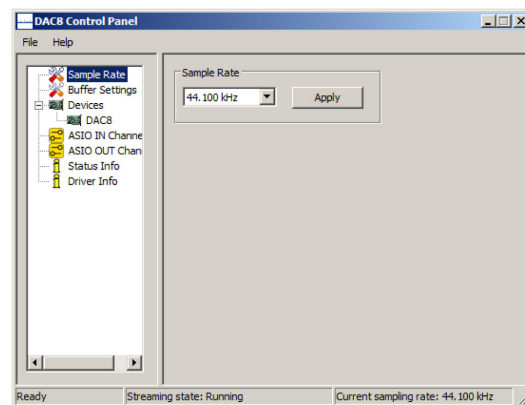 DAC8 Control Panel
File Help
Sample Rate
Buffer Settings
Devices
DAC8
ASIO IN Channe
ASIO OUT Chan
Status Info
Driver Info
Sample Rate
44.100 kHz Apply
Ready Streaming state: Running Current sampling rate: 44.100 kHz